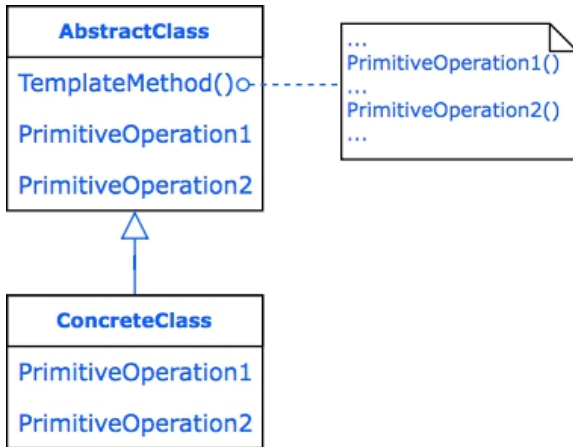 AbstractClass
TemplateMethod()
PrimitiveOperation1
PrimitiveOperation2
...
PrimitiveOperation1()
...
PrimitiveOperation2()
...
ConcreteClass
PrimitiveOperation1
PrimitiveOperation2